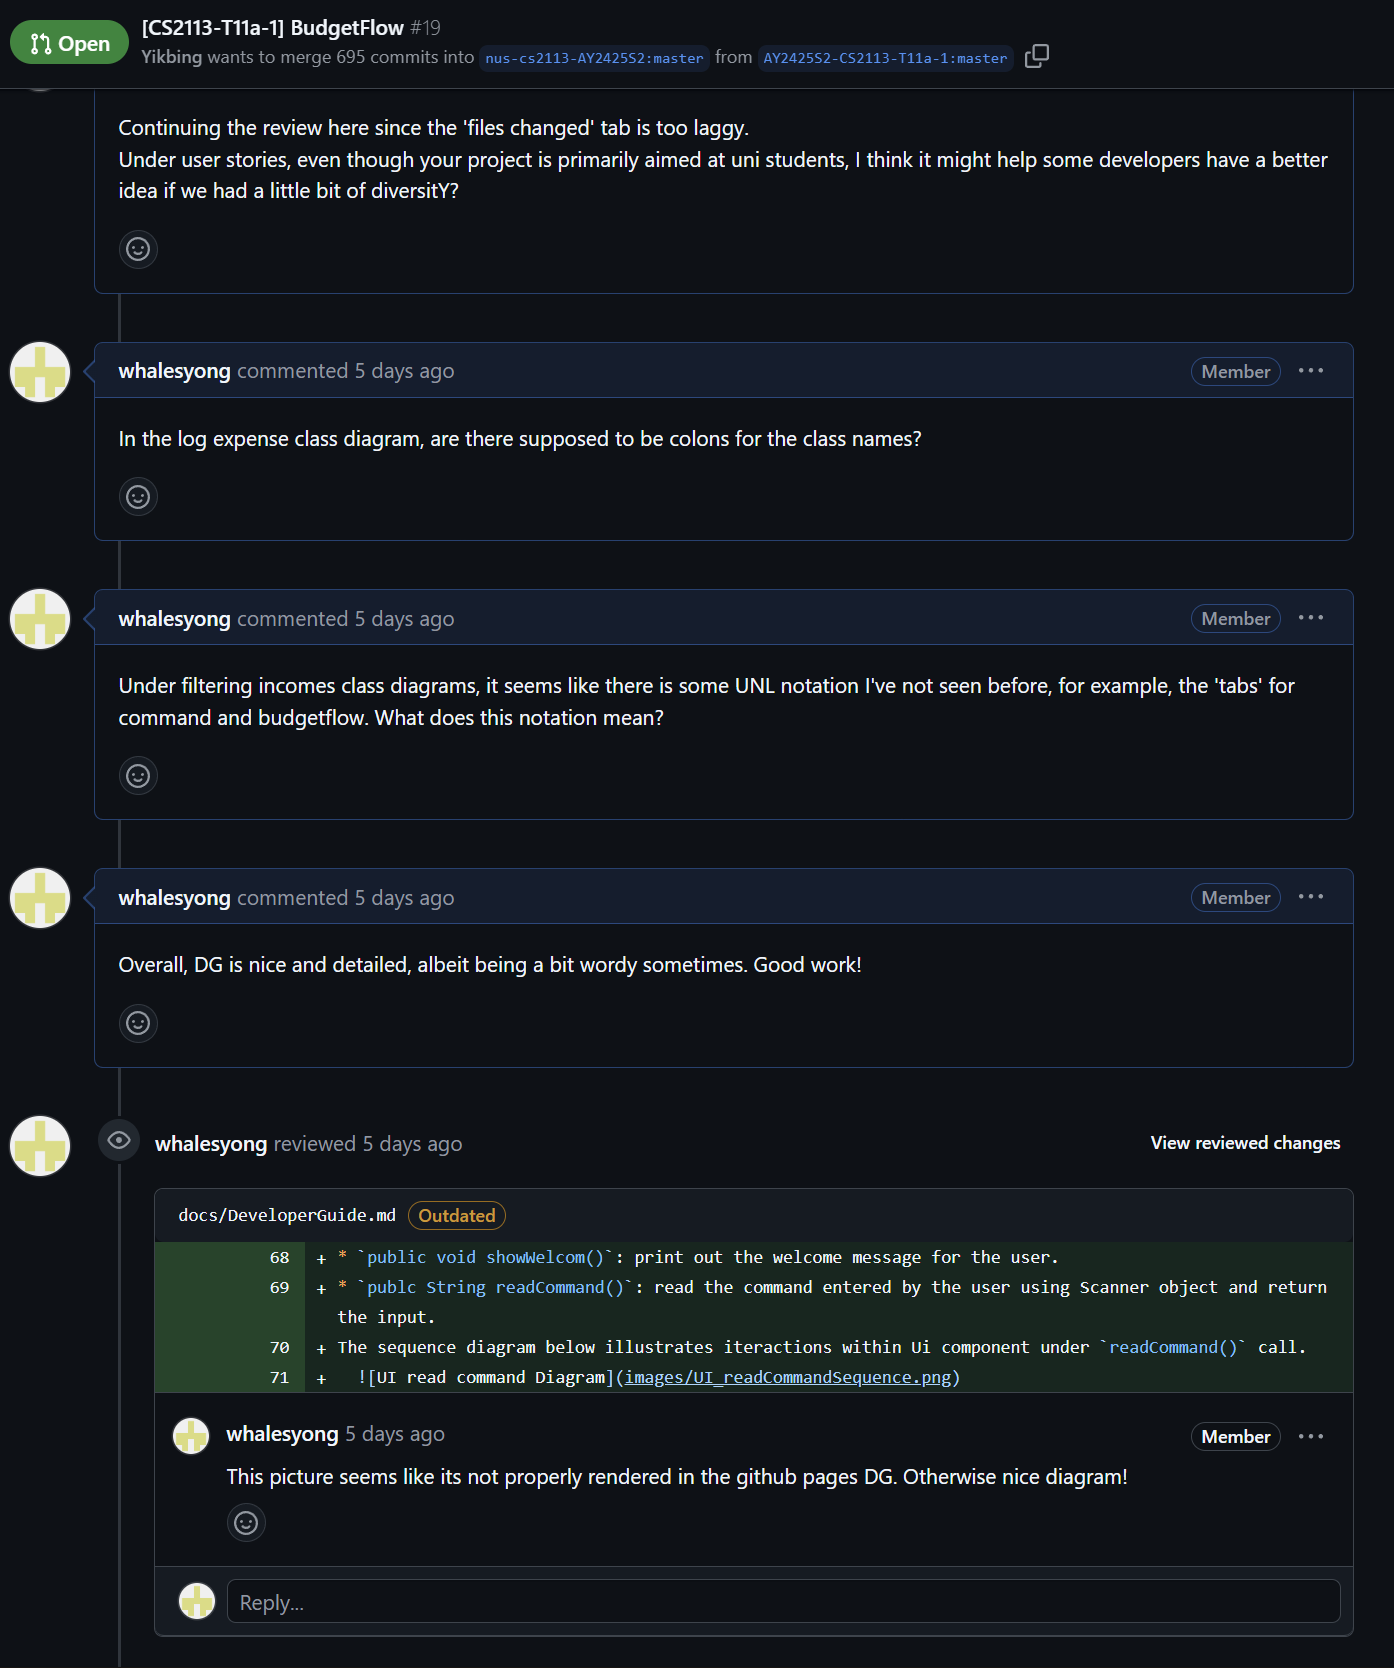 Open
[CS2113-T11a-1] BudgetFlow #19
Yikbing wants to merge 695 commits into nus-cs2113-AY2425S2:master from AY2425S2-CS2113-T11a-1:master
Continuing the review here since the 'files changed' tab is too laggy.
Under user stories, even though your project is primarily aimed at uni students, I think it might help some developers have a better
idea if we had a little bit of diversitY?
whalesyong commented 5 days ago
Member
In the log expense class diagram, are there supposed to be colons for the class names?
whalesyong commented 5 days ago
Member
Under filtering incomes class diagrams, it seems like there is some UNL notation I've not seen before, for example, the 'tabs' for
command and budgetflow. What does this notation mean?
whalesyong commented 5 days ago
Member
Overall, DG is nice and detailed, albeit being a bit wordy sometimes. Good work!
whalesyong reviewed 5 days ago
View reviewed changes
docs/DeveloperGuide.md Outdated
68 + * `public void showWelcom()`: print out the welcome message for the user.
69 + * `publc String readCommand()`: read the command entered by the user using Scanner object and return
the input.
70 + The sequence diagram below illustrates iteractions within Ui component under `readCommand()` call.
71 + ![UI read command Diagram](images/UI_readCommandSequence.png)
whalesyong 5 days ago
Member
This picture seems like its not properly rendered in the github pages DG. Otherwise nice diagram!
Reply...